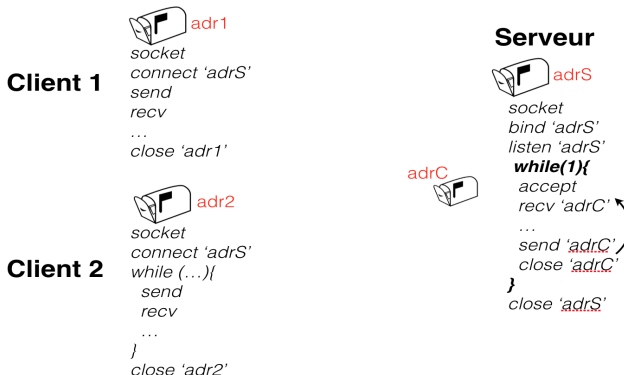 adr1
Client 1
socket
connect ‘adrS’
send
recv
…
close ‘adr1’
adr2
Client 2
socket
connect ‘adrS’
while (…){
send
recv
…
}
close ‘adr2’
Serveur
adrS
socket
bind ‘adrS’
listen ‘adrS’
while(1){
accept
recv ‘adrC’
…
send ‘adrC’
close ‘adrC’
}
close ‘adrS’
adrC